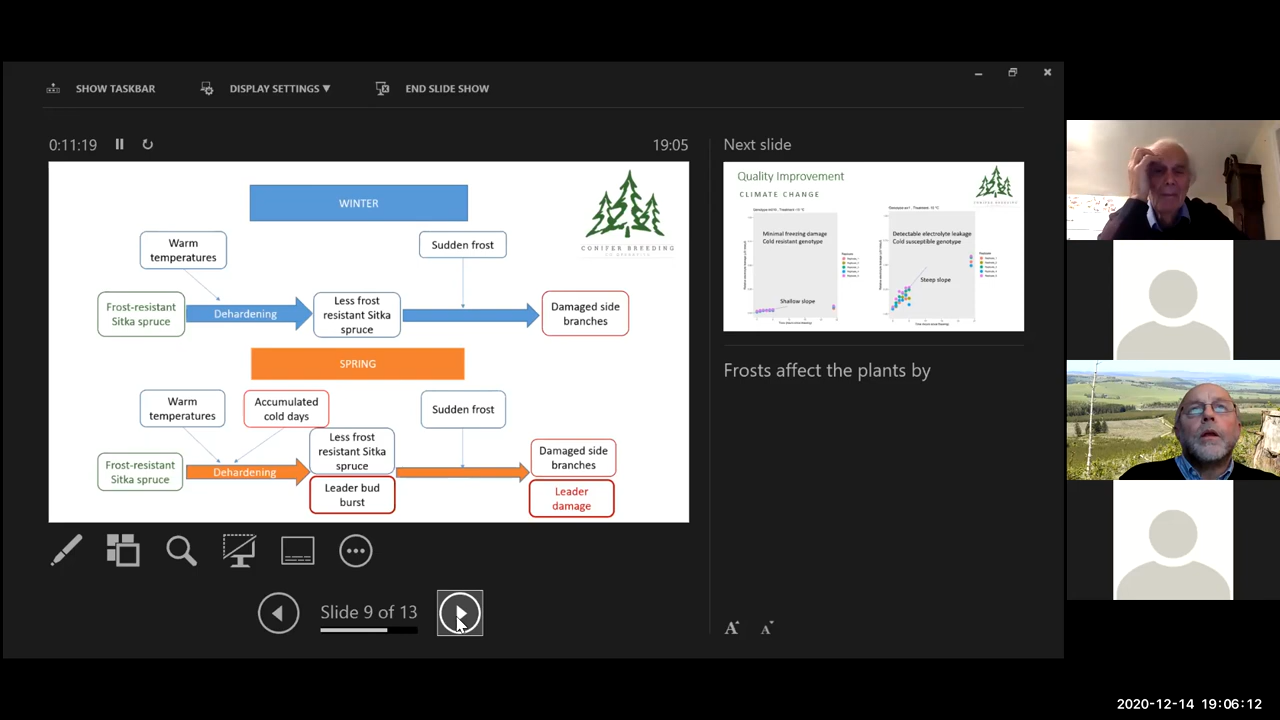 SHOW TASKBAR
DISPLAY SETTINGS ▼
END SLIDE SHOW
0:11:19
19:05
WINTER
CONIFER BREEDING
Warm
temperatures
Sudden frost
Frost-resistant
Sitka spruce
Dehardening
Less frost
resistant Sitka
spruce
Damaged side
branches
SPRING
Warm
temperatures
Accumulated
cold days
Sudden frost
Frost-resistant
Sitka spruce
Dehardening
Less frost
resistant Sitka
spruce
Leader bud
burst
Damaged side
branches
Leader
damage
Slide 9 of 13
Next slide
Quality Improvement
CLIMATE CHANGE
CONIFER BREEDING
Minimal freezing damage
Cold resistant genotype
Shallow slope
Detectable electrolyte leakage
Cold susceptible genotype
Steep slope
Frosts affect the plants by
A A
2020-12-14 19:06:12